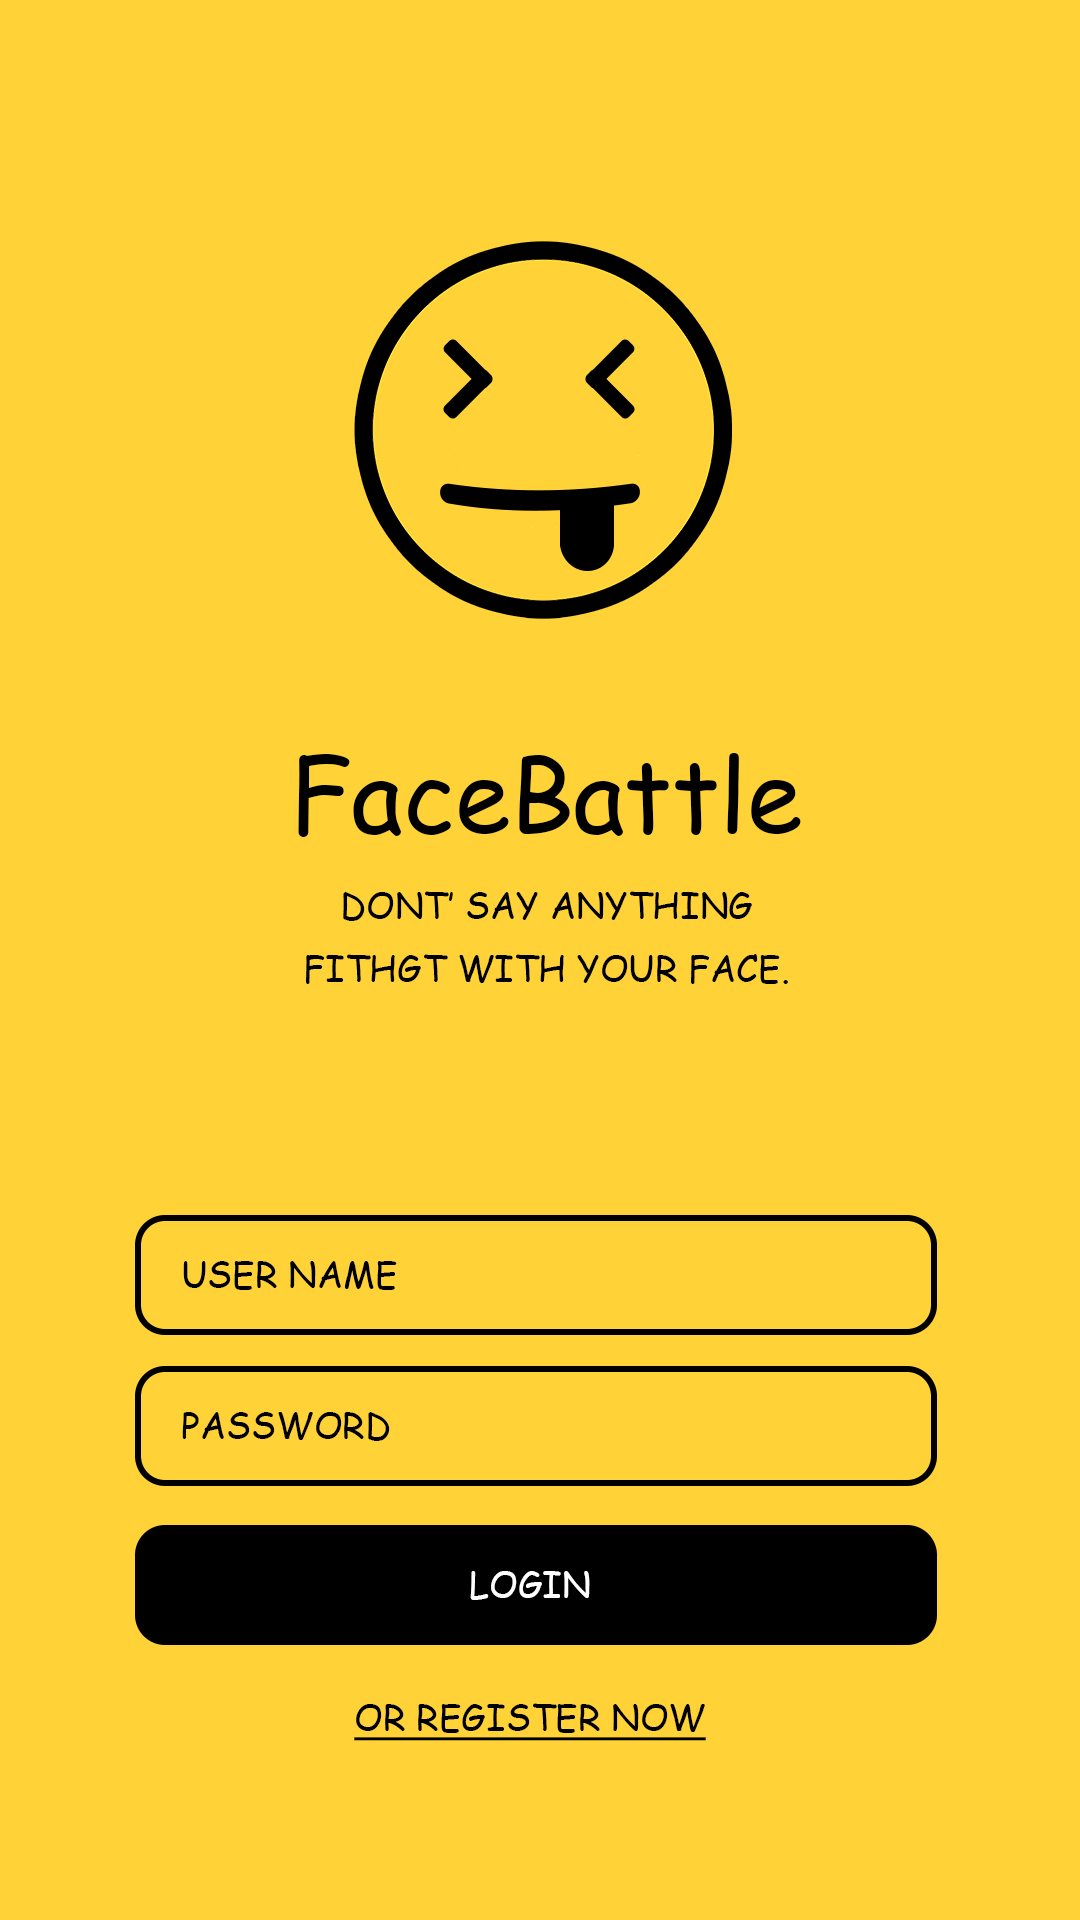 FaceBattle
DONT' SAY ANYTHING
FITHGT WITH YOUR FACE.
USER NAME
PASSWORD
LOGIN
OR REGISTER NOW